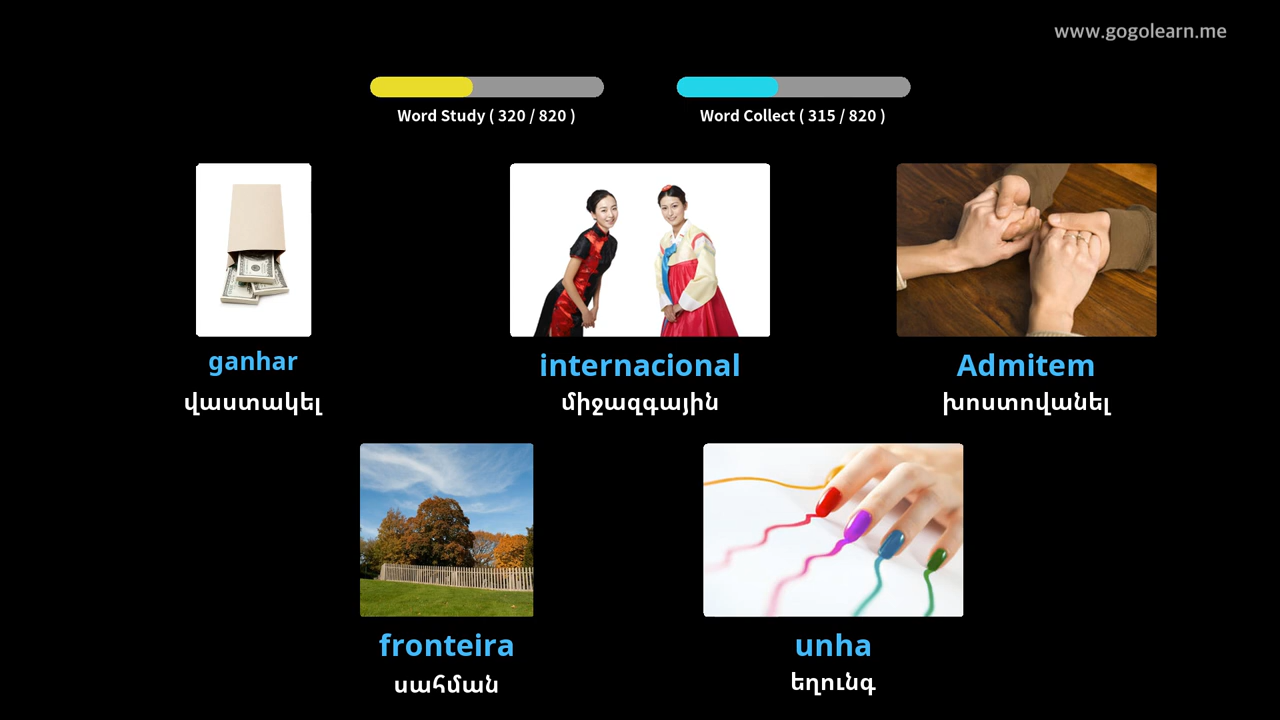 www.gogolearn.me
Word Study ( 320 / 820 )
Word Collect ( 315 / 820 )
ganhar
վաստակել
internacional
միջազգային
Admitem
խոստովանել
fronteira
սահման
unha
եղունգ